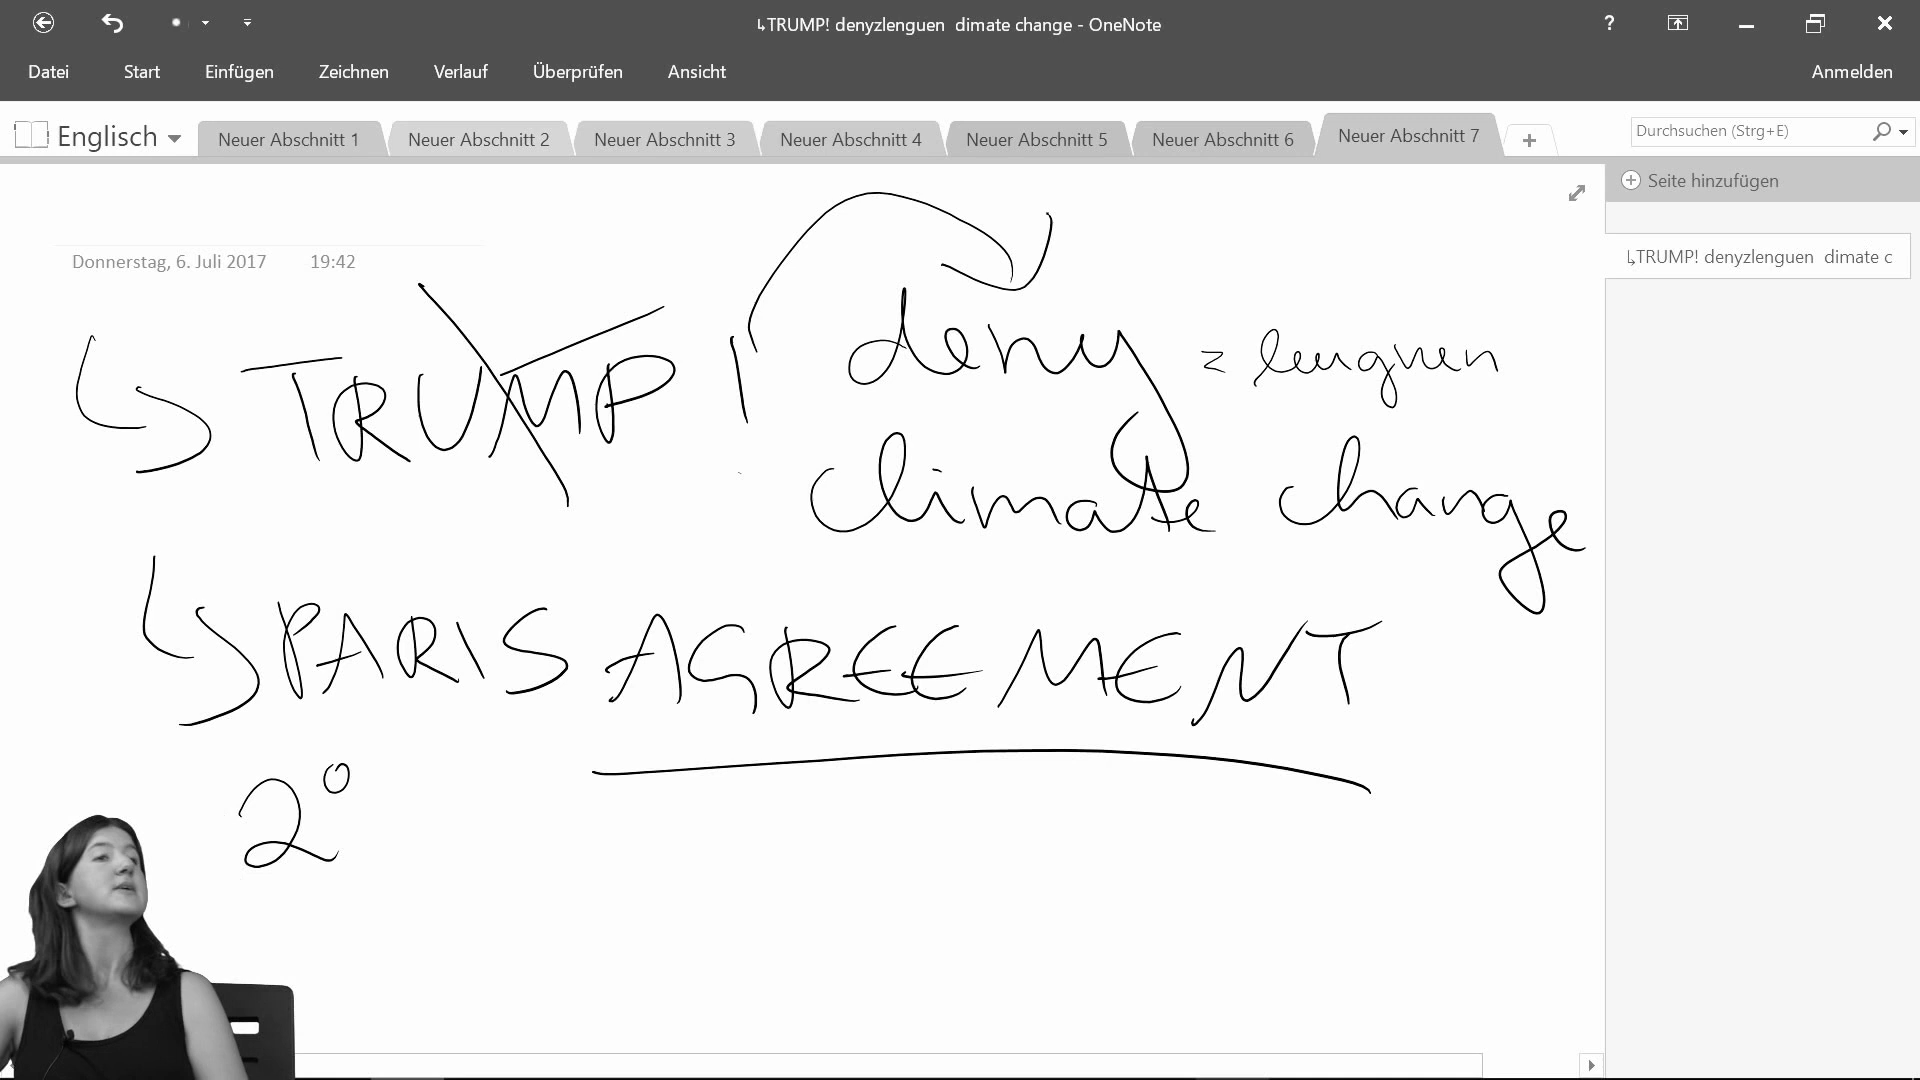 ↳TRUMP! denyzlenguen dimate change - OneNote
?
Datei Start Einfügen Zeichnen Verlauf Überprüfen Ansicht Anmelden
Englisch Neuer Abschnitt 1 Neuer Abschnitt 2 Neuer Abschnitt 3 Neuer Abschnitt 4 Neuer Abschnitt 5 Neuer Abschnitt 6 Neuer Abschnitt 7 + Durchsuchen (Strg+E)
Seite hinzufügen
↳TRUMP! denyzlenguen dimate c
Donnerstag, 6. Juli 2017 19:42
↳ TRUMP ! deny = leugnen
climate change
↳ PARIS AGREEMENT
2°